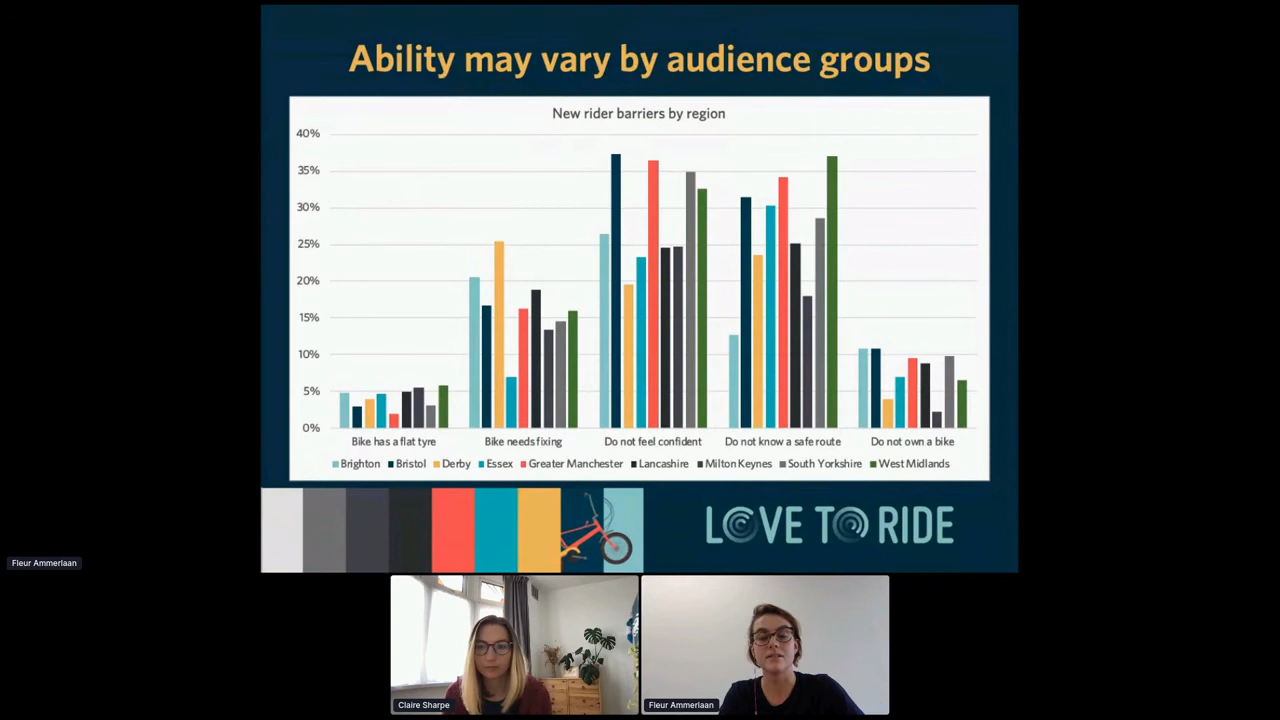 Ability may vary by audience groups
New rider barriers by region
40%
35%
30%
25%
20%
15%
10%
5%
0%
Bike has a flat tyre Bike needs fixing Do not feel confident Do not know a safe route Do not own a bike
Brighton Bristol Derby Essex Greater Manchester Lancashire Milton Keynes South Yorkshire West Midlands
LOVE TO RIDE
Fleur Ammerlaan
Claire Sharpe
Fleur Ammerlaan